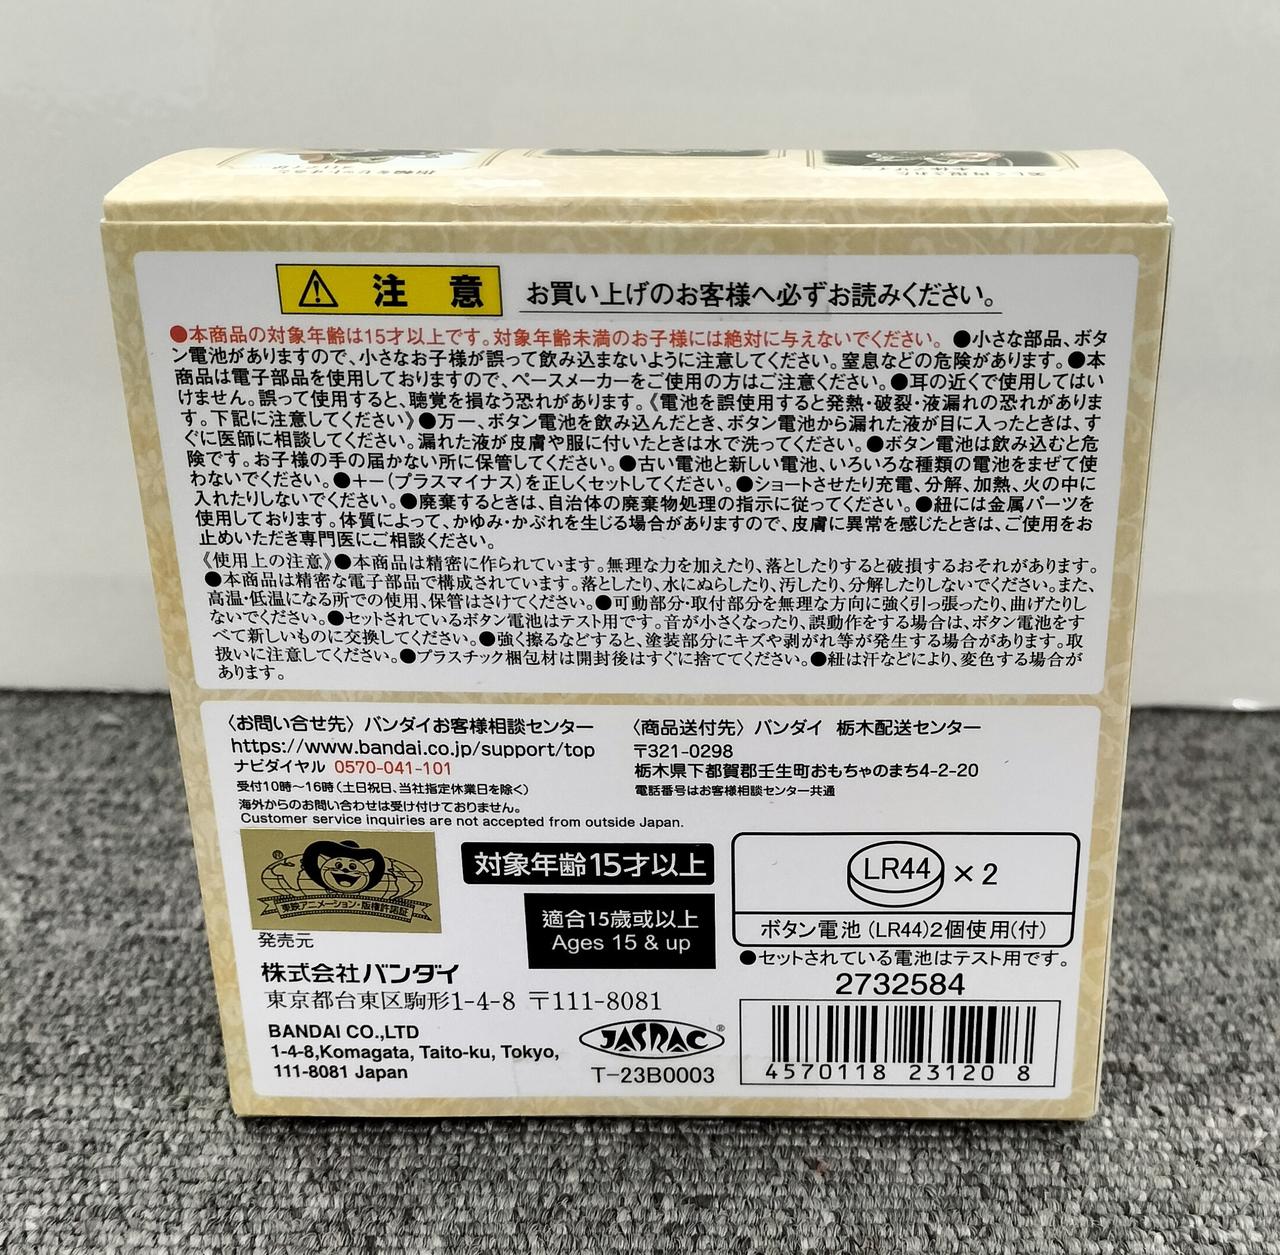 注 意 お買い上げのお客様へ必ずお読みください。
●本商品の対象年齢は15才以上です。対象年齢未満のお子様には絶対に与えないでください。●小さな部品、ボタ
ン電池がありますので、小さなお子様が誤って飲み込まないように注意してください。窒息などの危険があります。●本
商品は電子部品を使用しておりますので、ペースメーカーをご使用の方はご注意ください。●耳の近くで使用してはい
けません。誤って使用すると、聴覚を損なう恐れがあります。《電池を誤使用すると発熱・破裂・液漏れの恐れがありま
す。下記に注意してください》●万一、ボタン電池を飲み込んだとき、ボタン電池から漏れた液が目に入ったときは、す
ぐに医師に相談してください。漏れた液が皮膚や服に付いたときは水で洗ってください。●ボタン電池は飲み込むと危
険です。お子様の手の届かない所に保管してください。●古い電池と新しい電池、いろいろな種類の電池をまぜて使
わないでください。●+-(プラスマイナス)を正しくセットしてください。●ショートさせたり充電、分解、加熱、火の中に
入れたりしないでください。●廃棄するときは、自治体の廃棄物処理の指示に従ってください。●紐には金属パーツを
使用しております。体質によって、かゆみ・かぶれを生じる場合がありますので、皮膚に異常を感じたときは、ご使用をお
止めいただき専門医にご相談ください。
《使用上の注意》●本商品は精密に作られています。無理な力を加えたり、落としたりすると破損するおそれがあります。
●本商品は精密な電子部品で構成されています。落としたり、水にぬらしたり、汚したり、分解したりしないでください。また、
高温・低温になる所での使用、保管はさけてください。●可動部分・取付部分を無理な方向に強く引っ張ったり、曲げたりし
ないでください。●セットされているボタン電池はテスト用です。音が小さくなったり、誤動作をする場合は、ボタン電池をす
べて新しいものに交換してください。●強く擦るなどすると、塗装部分にキズや剥がれ等が発生する場合があります。取
扱いに注意してください。●プラスチック梱包材は開封後はすぐに捨ててください。●紐は汗などにより、変色する場合が
あります。
〈お問い合せ先〉バンダイお客様相談センター
https://www.bandai.co.jp/support/top
ナビダイヤル 0570-041-101
受付10時～16時(土日祝日、当社指定休業日を除く)
海外からのお問い合わせは受け付けておりません。
Customer service inquiries are not accepted from outside Japan.
〈商品送付先〉バンダイ 栃木配送センター
〒321-0298
栃木県下都賀郡壬生町おもちゃのまち4-2-20
電話番号はお客様相談センター共通
®
東映アニメーション・版権許諾証
対象年齢15才以上
適合15歳或以上
Ages 15 & up
LR44 ×2
ボタン電池(LR44)2個使用(付)
●セットされている電池はテスト用です。
発売元
株式会社バンダイ
東京都台東区駒形1-4-8 〒111-8081
BANDAI CO.,LTD
1-4-8,Komagata, Taito-ku, Tokyo,
111-8081 Japan
JASRAC®
T-23B0003
2732584
4570118 23120 8